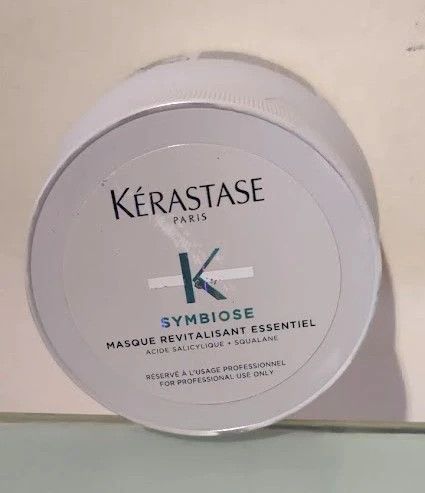 KÉRASTASE
PARIS
K
SYMBIOSE
MASQUE REVITALISANT ESSENTIEL
ACIDE SALICYLIQUE + SQUALANE
RÉSERVÉ À L'USAGE PROFESSIONNEL
FOR PROFESSIONAL USE ONLY